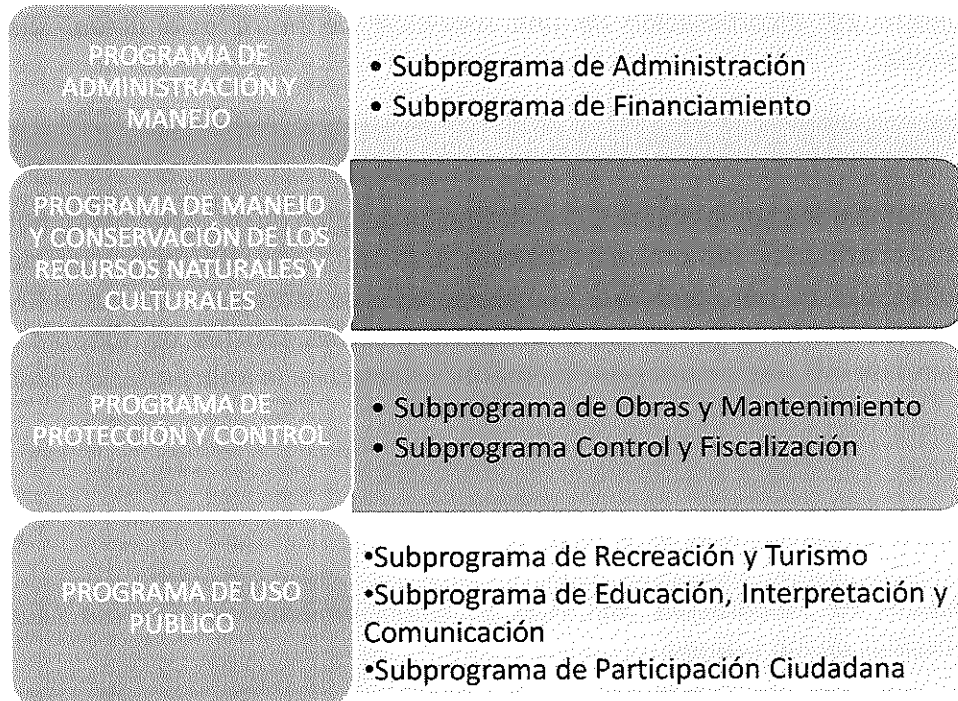 PROGRAMA DE
ADMINISTRACIÓN Y
MANEJO
• Subprograma de Administración
• Subprograma de Financiamiento
PROGRAMA DE MANEJO
Y CONSERVACIÓN DE LOS
RECURSOS NATURALES Y
CULTURALES
PROGRAMA DE
PROTECCIÓN Y CONTROL
• Subprograma de Obras y Mantenimiento
• Subprograma Control y Fiscalización
PROGRAMA DE USO
PÚBLICO
•Subprograma de Recreación y Turismo
•Subprograma de Educación, Interpretación y
Comunicación
•Subprograma de Participación Ciudadana